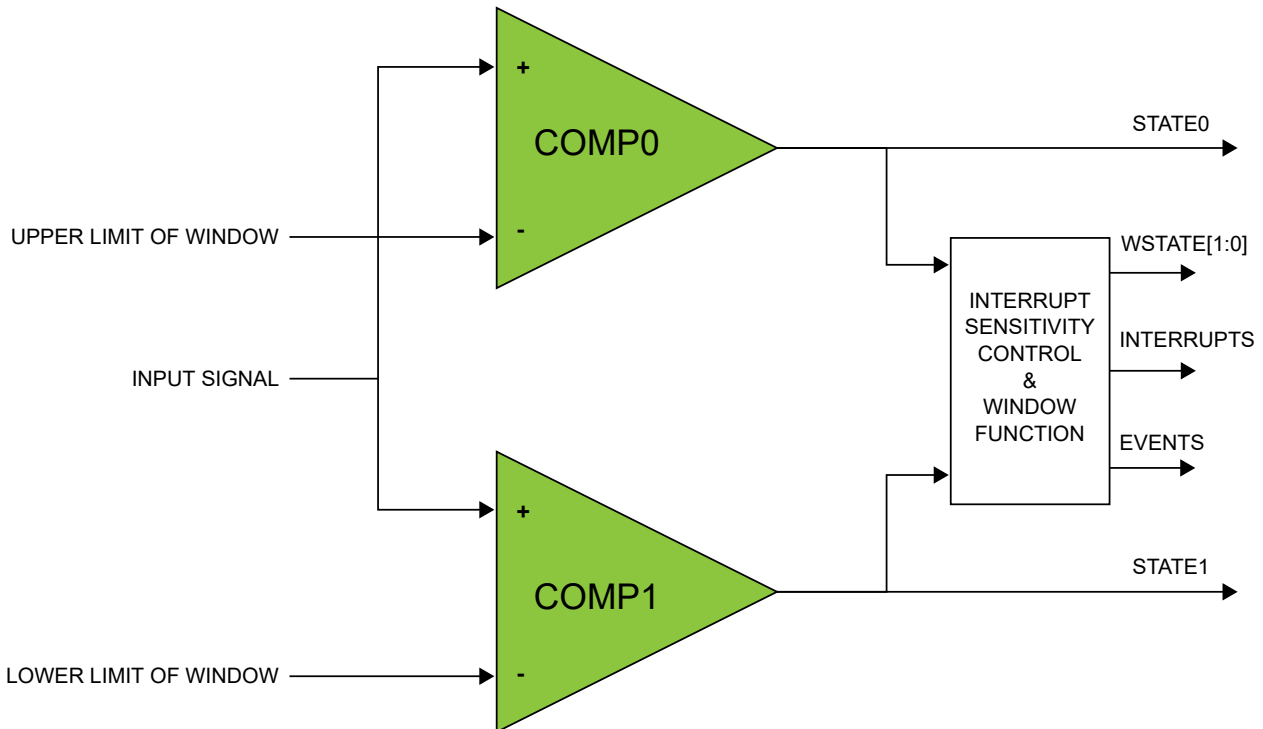 +
COMP0
-
STATE0
UPPER LIMIT OF WINDOW
WSTATE[1:0]
INTERRUPT
SENSITIVITY
CONTROL
&
WINDOW
FUNCTION
INTERRUPTS
EVENTS
INPUT SIGNAL
+
COMP1
-
STATE1
LOWER LIMIT OF WINDOW